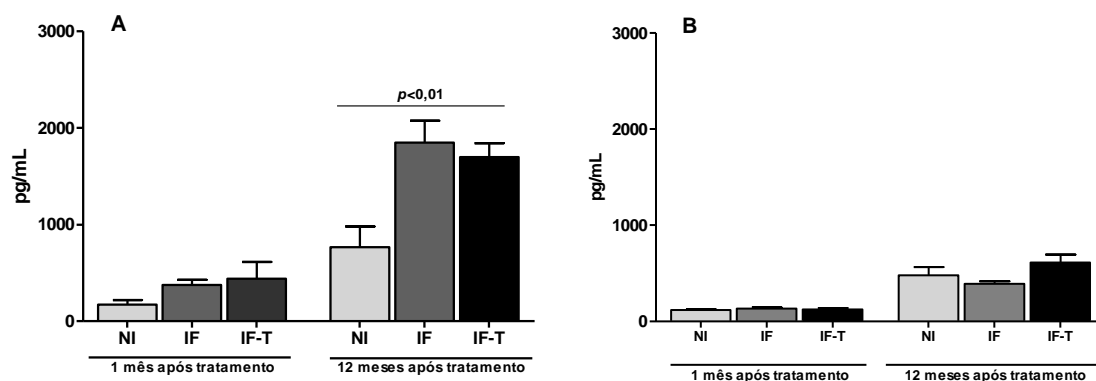 A
3000
2000
1000
0
pg/mL
p<0,01
NI IF IF-T NI IF IF-T
1 mês após tratamento 12 meses após tratamento
B
3000
2000
1000
0
pg/mL
NI IF IF-T NI IF IF-T
1 mês após tratamento 12 meses após tratamento